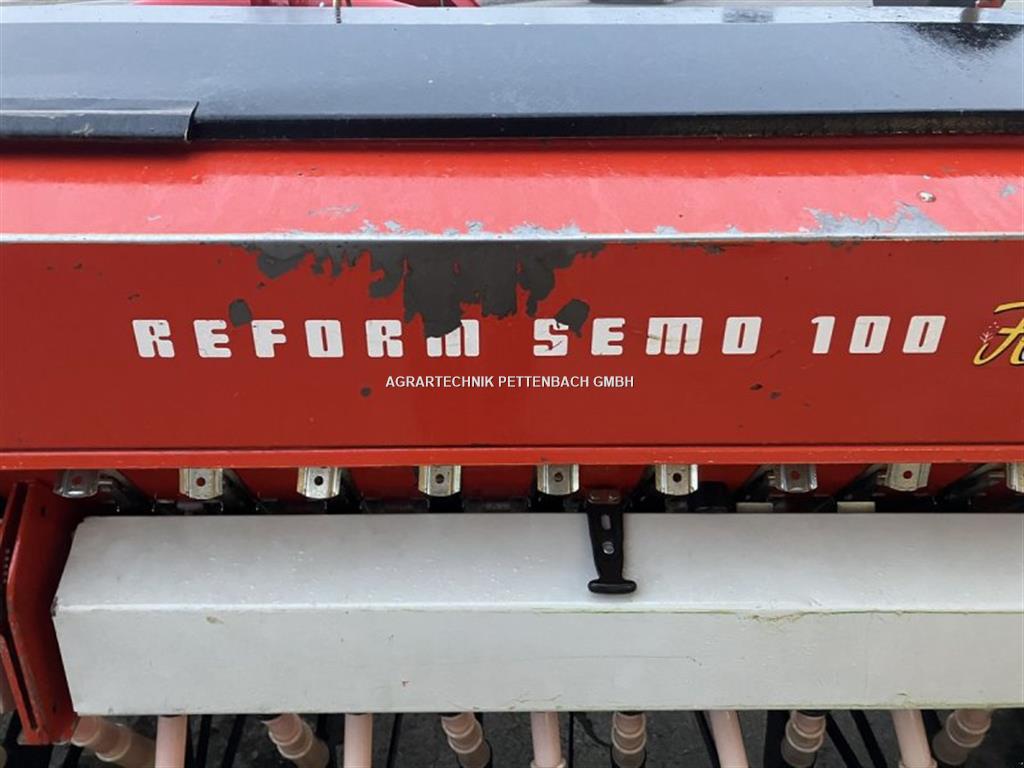 REFORM SEMO 100
AGRARTECHNIK PETTENBACH GMBH